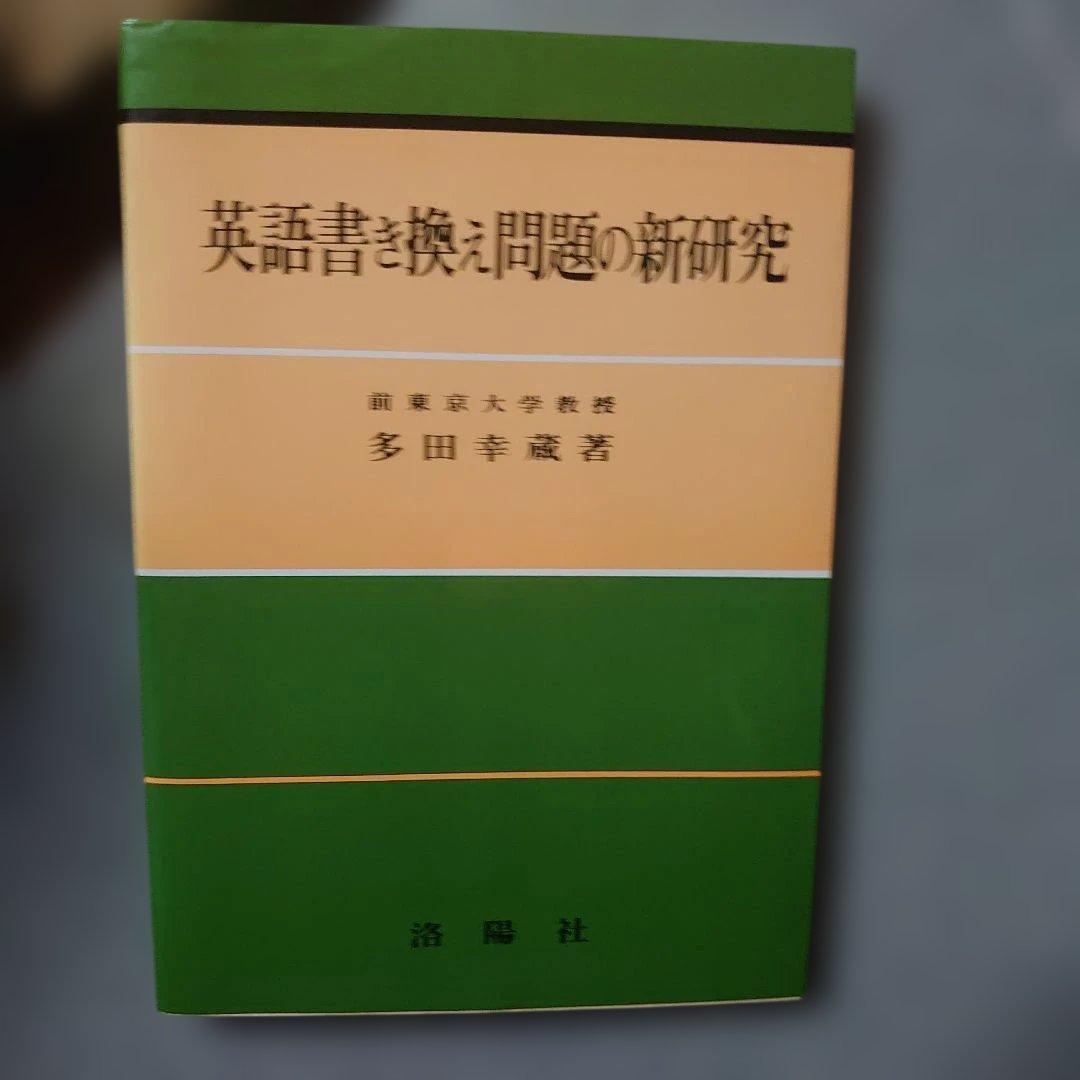 英語書き換え問題の新研究
前東京大学教授
多田幸蔵著
洛陽社